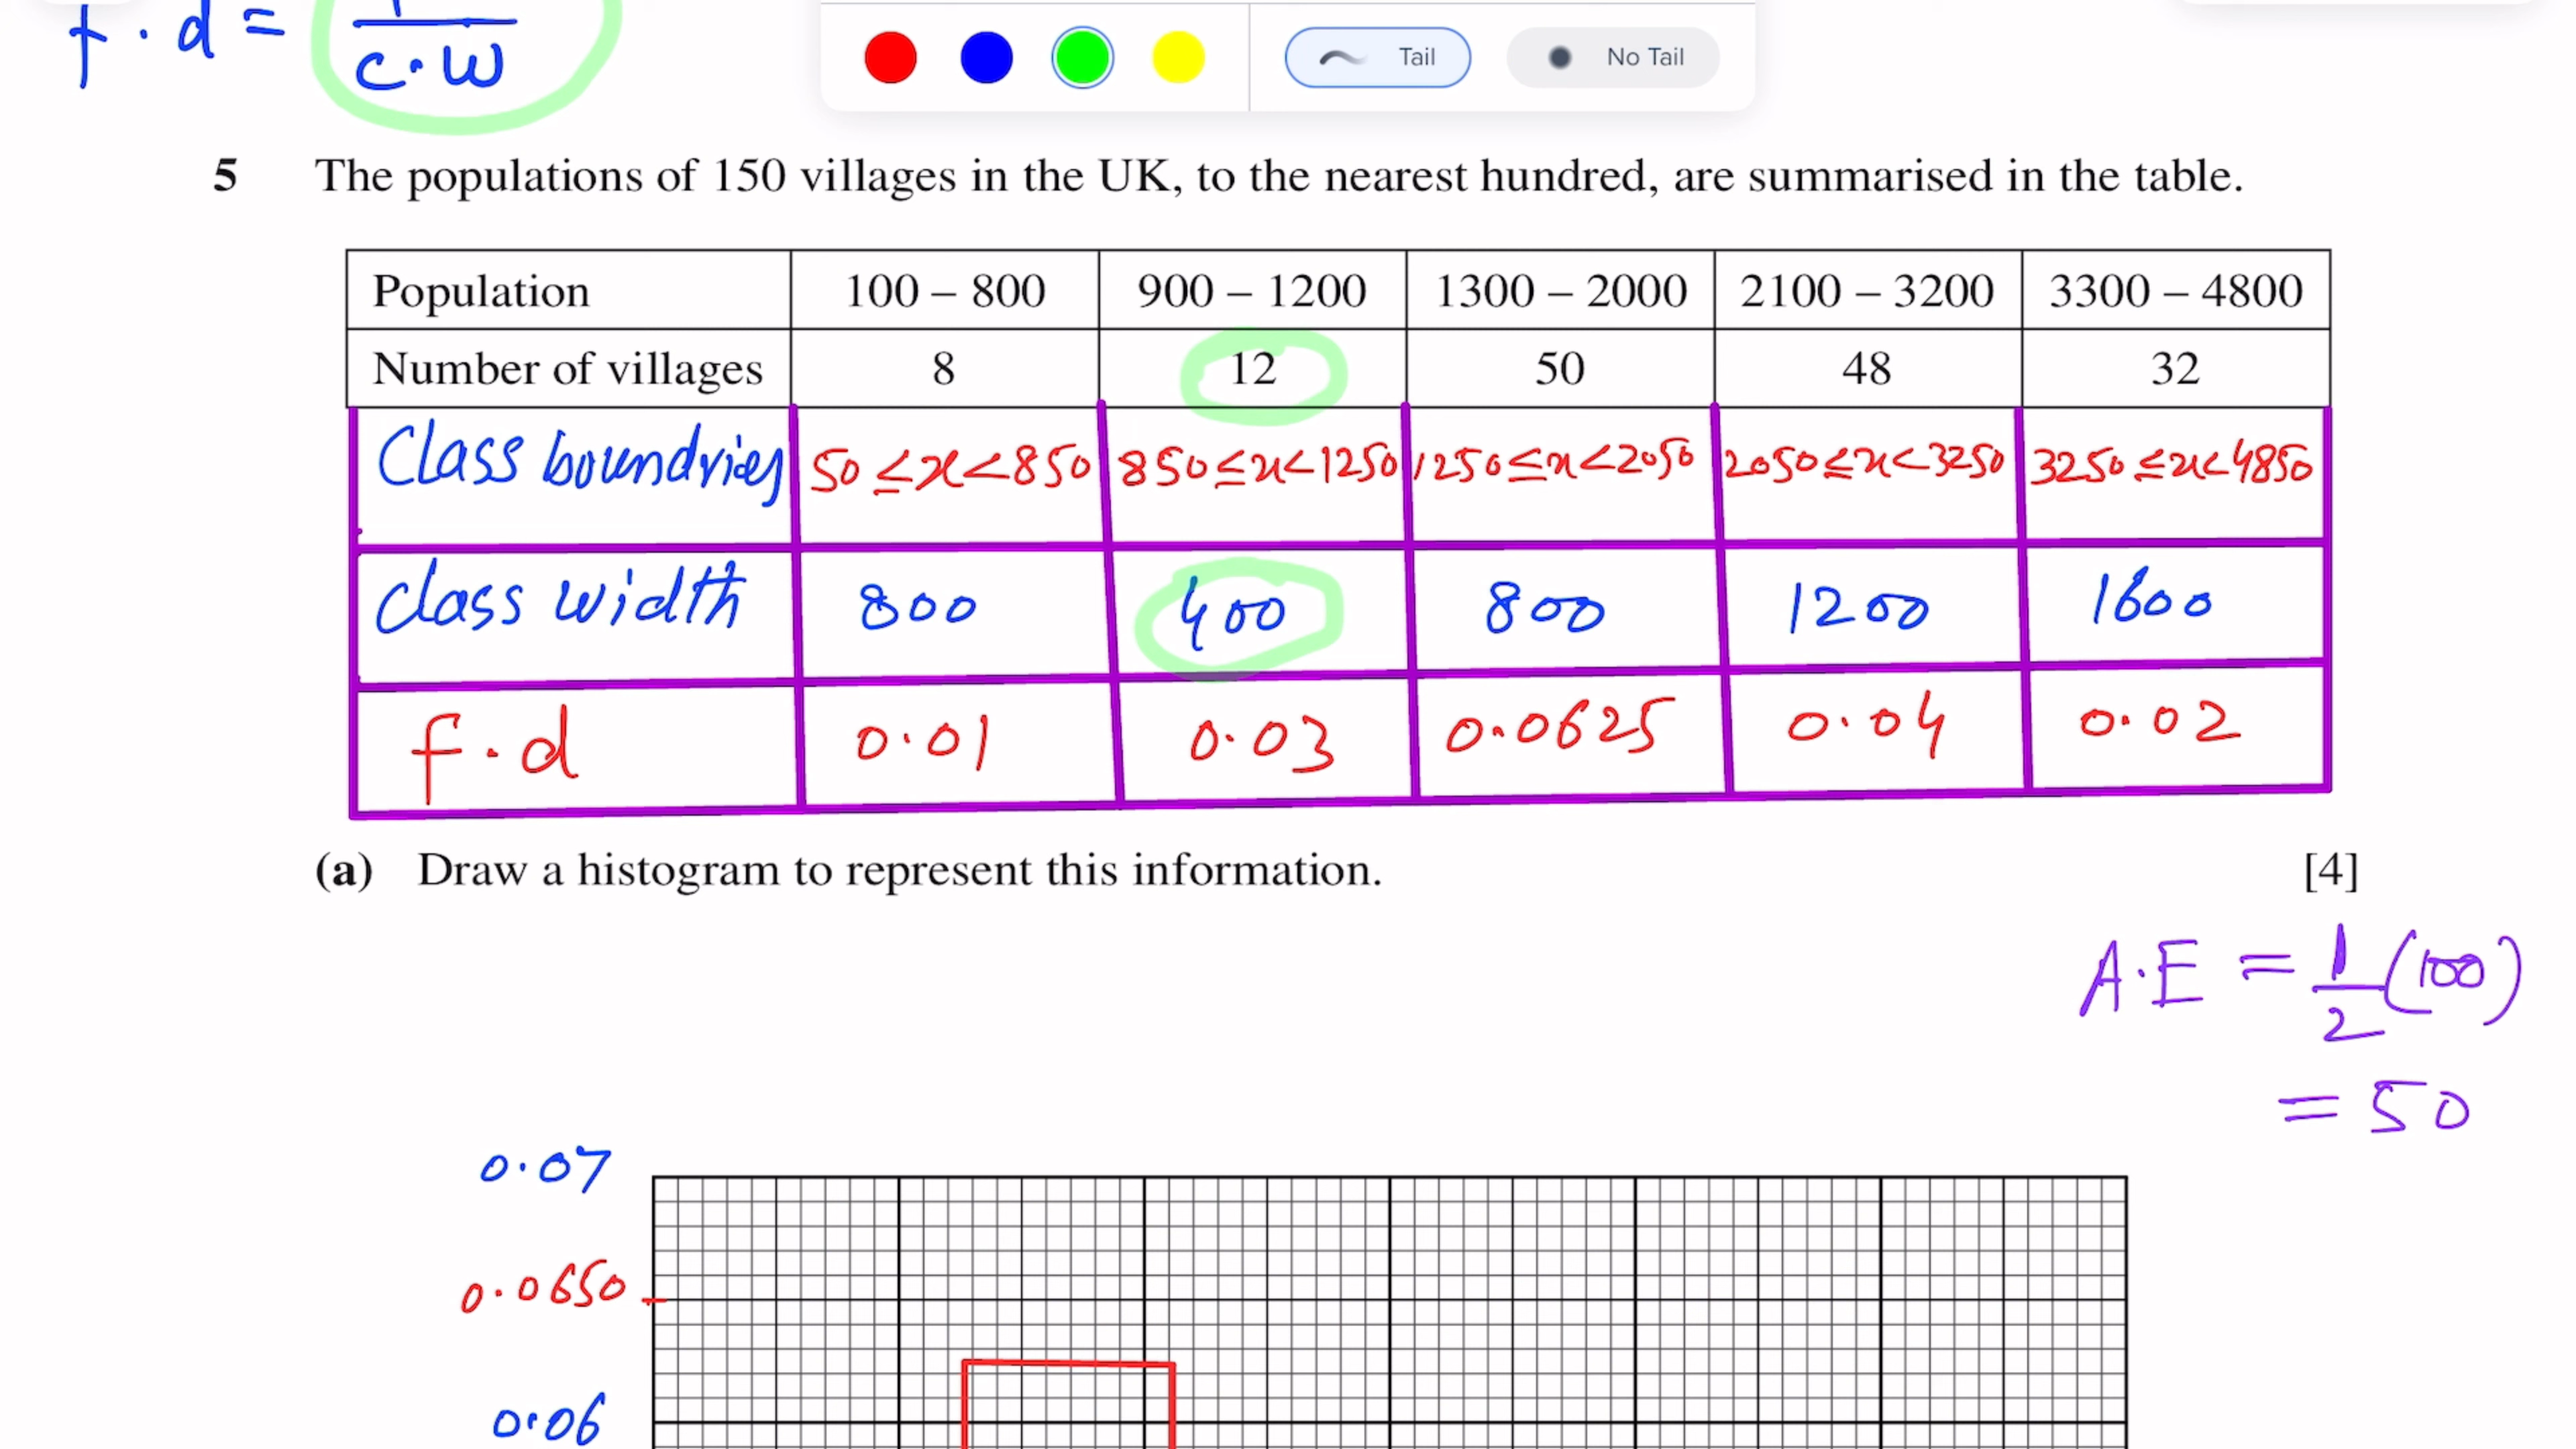 f.d =
c.w
Tail No Tail
5 The populations of 150 villages in the UK, to the nearest hundred, are summarised in the table.
Population 100 – 800 900 – 1200 1300 – 2000 2100 – 3200 3300 – 4800
Number of villages 8 12 50 48 32
Class boundries 50 ≤ x < 850 850 ≤ x < 1250 1250 ≤ x < 2050 2050 ≤ x < 3250 3250 ≤ x < 4850
class width 800 400 800 1200 1600
f.d 0.01 0.03 0.0625 0.04 0.02
(a) Draw a histogram to represent this information. [4]
A.E = 1/2 (100)
= 50
0.07
0.0650
0.06